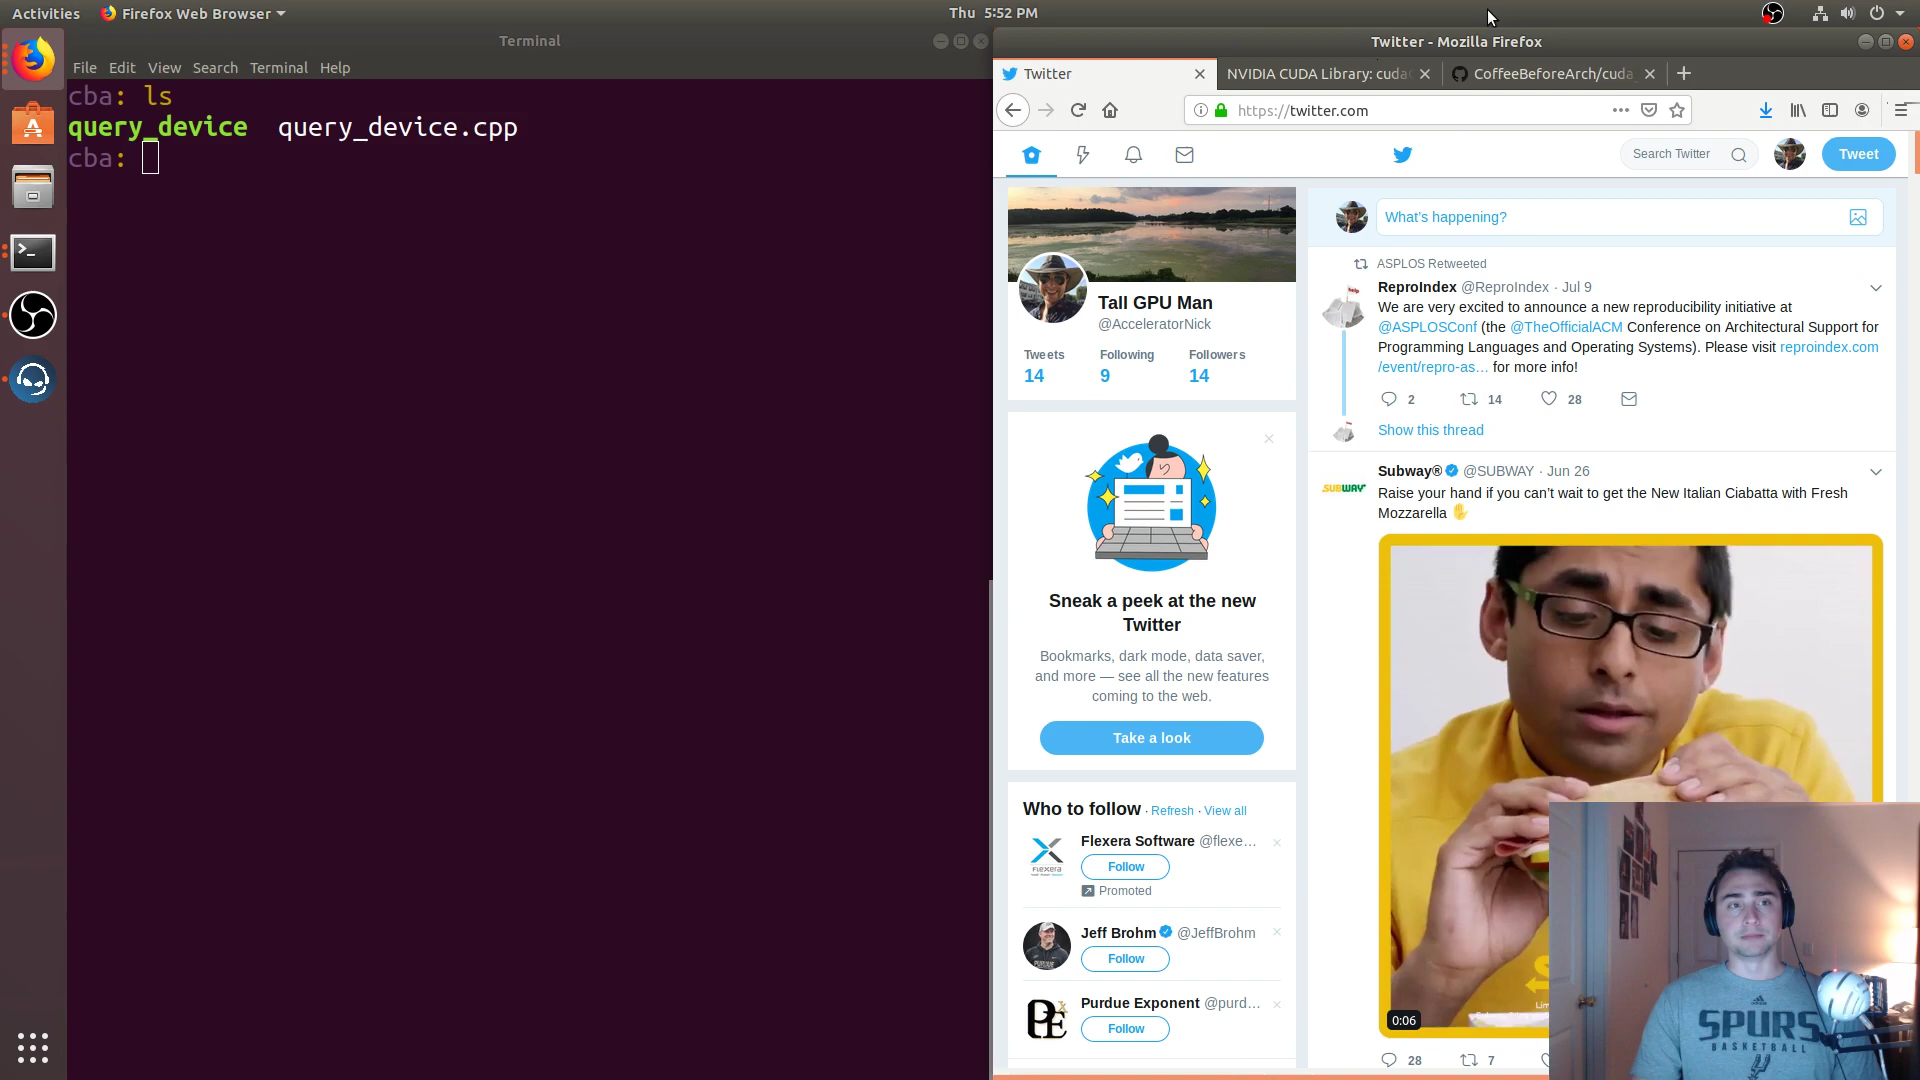 Activities
Firefox Web Browser
Thu 5:52 PM
Terminal
File Edit View Search Terminal Help
cba: ls
query_device query_device.cpp
cba:
Twitter - Mozilla Firefox
Twitter
NVIDIA CUDA Library: cuda
CoffeeBeforeArch/cuda
https://twitter.com
Search Twitter
Tweet
Tall GPU Man
@AcceleratorNick
Tweets Following Followers
14 9 14
Sneak a peek at the new
Twitter
Bookmarks, dark mode, data saver,
and more — see all the new features
coming to the web.
Take a look
Who to follow · Refresh · View all
Flexera Software @flexe…
FLEXERA
Follow
Promoted
Jeff Brohm @JeffBrohm
Follow
Purdue Exponent @purd…
PE
Follow
What's happening?
ASPLOS Retweeted
help
ReproIndex @ReproIndex · Jul 9
We are very excited to announce a new reproducibility initiative at
@ASPLOSConf (the @TheOfficialACM Conference on Architectural Support for
Programming Languages and Operating Systems). Please visit reproindex.com
/event/repro-as… for more info!
2 14 28
Show this thread
Subway® @SUBWAY · Jun 26
SUBWAY
Raise your hand if you can't wait to get the New Italian Ciabatta with Fresh
Mozzarella
0:06
28 7
SPURS
BASKETBALL